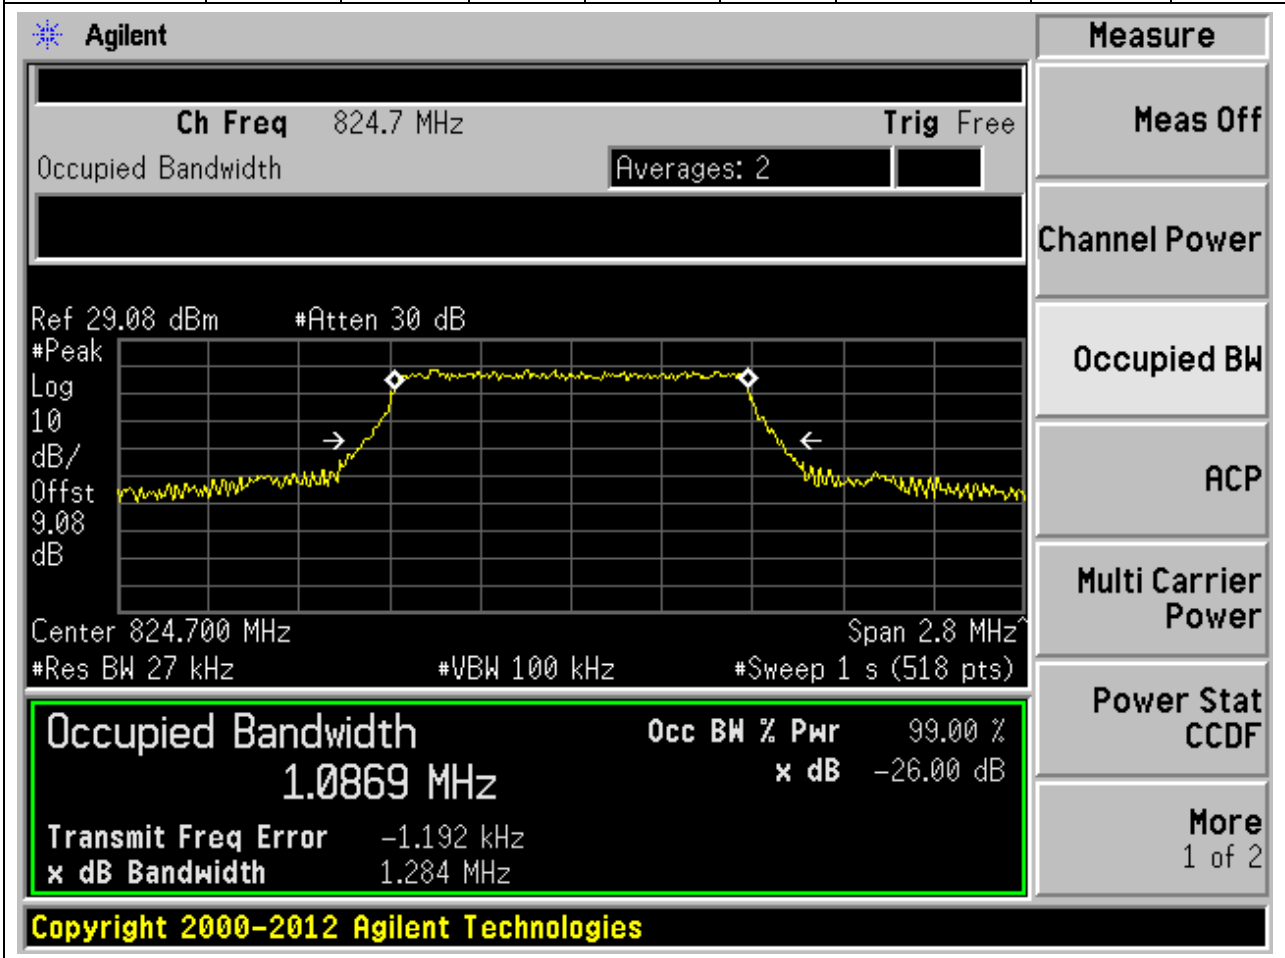 Agilent
Measure
Ch Freq 824.7 MHz Trig Free
Occupied Bandwidth Averages: 2
Meas Off
Channel Power
Occupied BW
ACP
Multi Carrier
Power
Power Stat
CCDF
More
1 of 2
Ref 29.08 dBm #Atten 30 dB
#Peak
Log
10
dB/
Offst
9.08
dB
Center 824.700 MHz Span 2.8 MHz^
#Res BW 27 kHz #VBW 100 kHz #Sweep 1 s (518 pts)
Occupied Bandwidth Occ BW % Pwr 99.00 %
1.0869 MHz x dB -26.00 dB
Transmit Freq Error -1.192 kHz
x dB Bandwidth 1.284 MHz
Copyright 2000-2012 Agilent Technologies